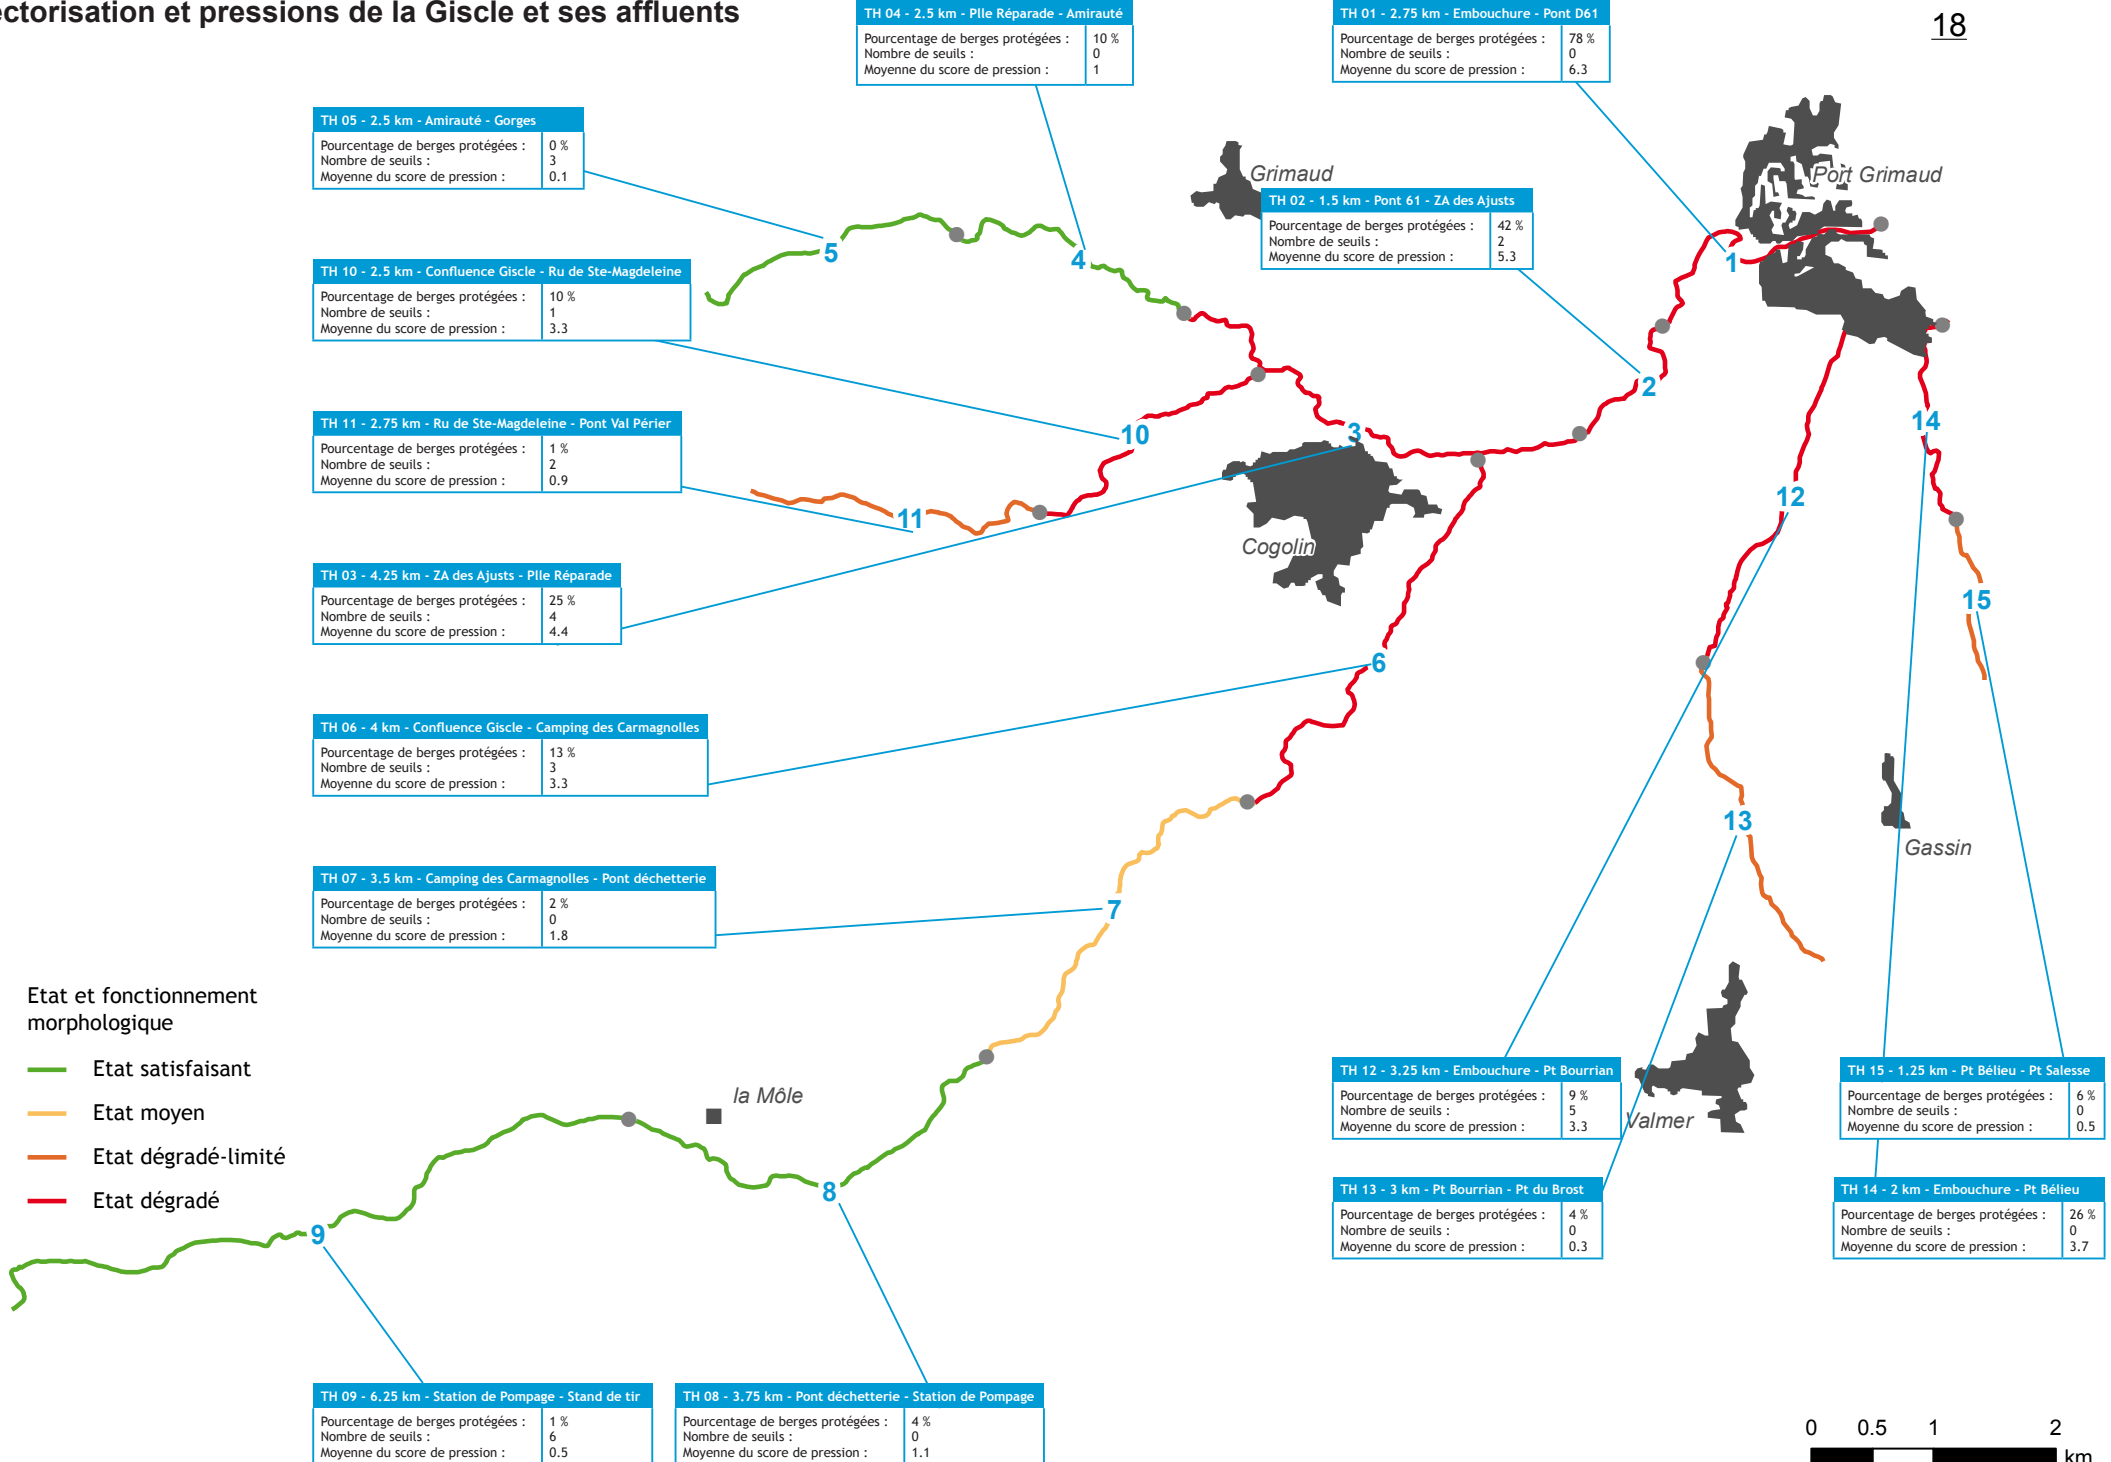 ectorisation et pressions de la Giscle et ses affluents
18
TH 04 - 2.5 km - Plle Réparade - Amirauté
Pourcentage de berges protégées : 10 %
Nombre de seuils : 0
Moyenne du score de pression : 1
TH 01 - 2.75 km - Embouchure - Pont D61
Pourcentage de berges protégées : 78 %
Nombre de seuils : 0
Moyenne du score de pression : 6.3
TH 05 - 2.5 km - Amirauté - Gorges
Pourcentage de berges protégées : 0 %
Nombre de seuils : 3
Moyenne du score de pression : 0.1
Grimaud
Port Grimaud
TH 02 - 1.5 km - Pont 61 - ZA des Ajusts
Pourcentage de berges protégées : 42 %
Nombre de seuils : 2
Moyenne du score de pression : 5.3
5
4
1
TH 10 - 2.5 km - Confluence Giscle - Ru de Ste-Magdeleine
Pourcentage de berges protégées : 10 %
Nombre de seuils : 1
Moyenne du score de pression : 3.3
2
TH 11 - 2.75 km - Ru de Ste-Magdeleine - Pont Val Périer
Pourcentage de berges protégées : 1 %
Nombre de seuils : 2
Moyenne du score de pression : 0.9
10
3
14
12
11
Cogolin
TH 03 - 4.25 km - ZA des Ajusts - Plle Réparade
Pourcentage de berges protégées : 25 %
Nombre de seuils : 4
Moyenne du score de pression : 4.4
15
6
TH 06 - 4 km - Confluence Giscle - Camping des Carmagnolles
Pourcentage de berges protégées : 13 %
Nombre de seuils : 3
Moyenne du score de pression : 3.3
13
Gassin
TH 07 - 3.5 km - Camping des Carmagnolles - Pont déchetterie
Pourcentage de berges protégées : 2 %
Nombre de seuils : 0
Moyenne du score de pression : 1.8
7
Etat et fonctionnement
morphologique
Etat satisfaisant
Etat moyen
Etat dégradé-limité
Etat dégradé
la Môle
8
9
TH 12 - 3.25 km - Embouchure - Pt Bourrian
Pourcentage de berges protégées : 9 %
Nombre de seuils : 5
Moyenne du score de pression : 3.3
Valmer
TH 15 - 1.25 km - Pt Bélieu - Pt Salesse
Pourcentage de berges protégées : 6 %
Nombre de seuils : 0
Moyenne du score de pression : 0.5
TH 13 - 3 km - Pt Bourrian - Pt du Brost
Pourcentage de berges protégées : 4 %
Nombre de seuils : 0
Moyenne du score de pression : 0.3
TH 14 - 2 km - Embouchure - Pt Bélieu
Pourcentage de berges protégées : 26 %
Nombre de seuils : 0
Moyenne du score de pression : 3.7
TH 09 - 6.25 km - Station de Pompage - Stand de tir
Pourcentage de berges protégées : 1 %
Nombre de seuils : 6
Moyenne du score de pression : 0.5
TH 08 - 3.75 km - Pont déchetterie - Station de Pompage
Pourcentage de berges protégées : 4 %
Nombre de seuils : 0
Moyenne du score de pression : 1.1
0 0.5 1 2
km